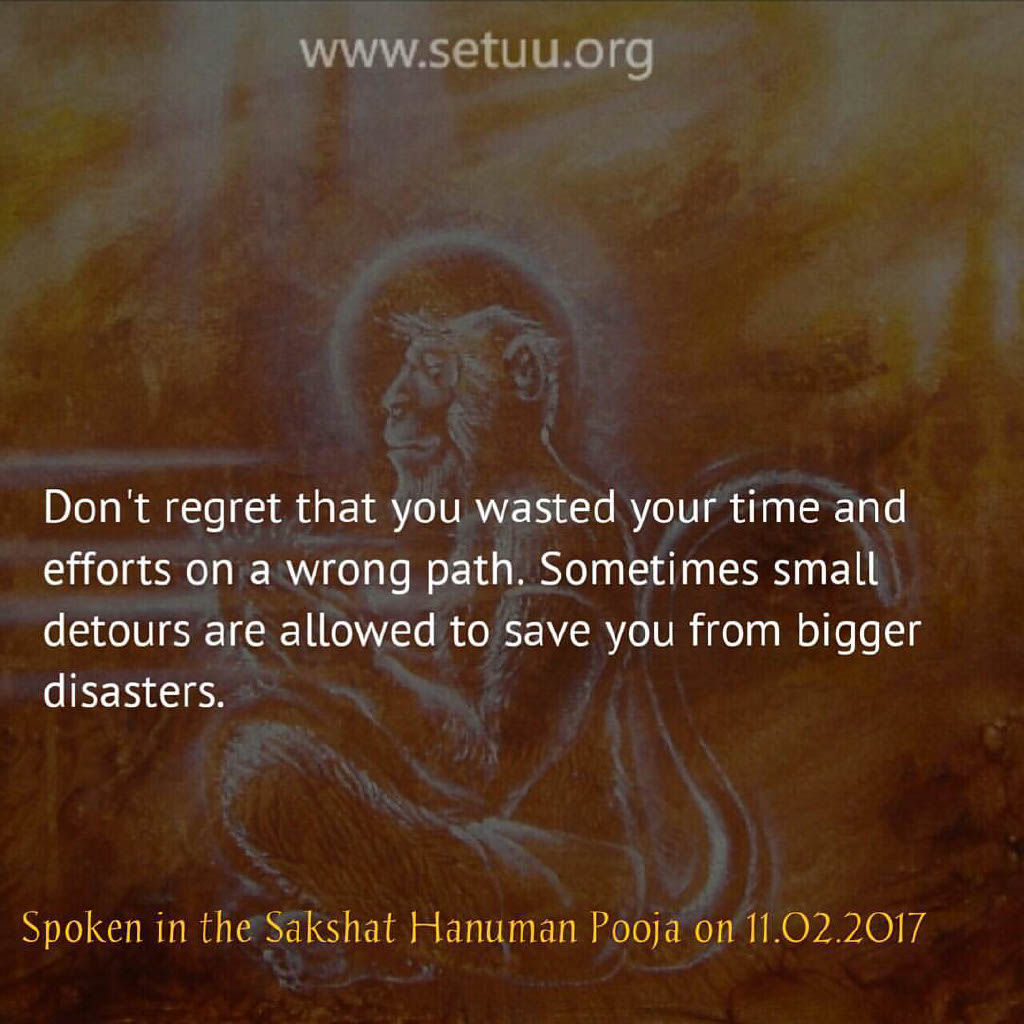 www.setuu.org
Don't regret that you wasted your time and
efforts on a wrong path. Sometimes small
detours are allowed to save you from bigger
disasters.
Spoken in the Sakshat Hanuman Pooja on 11.02.2017